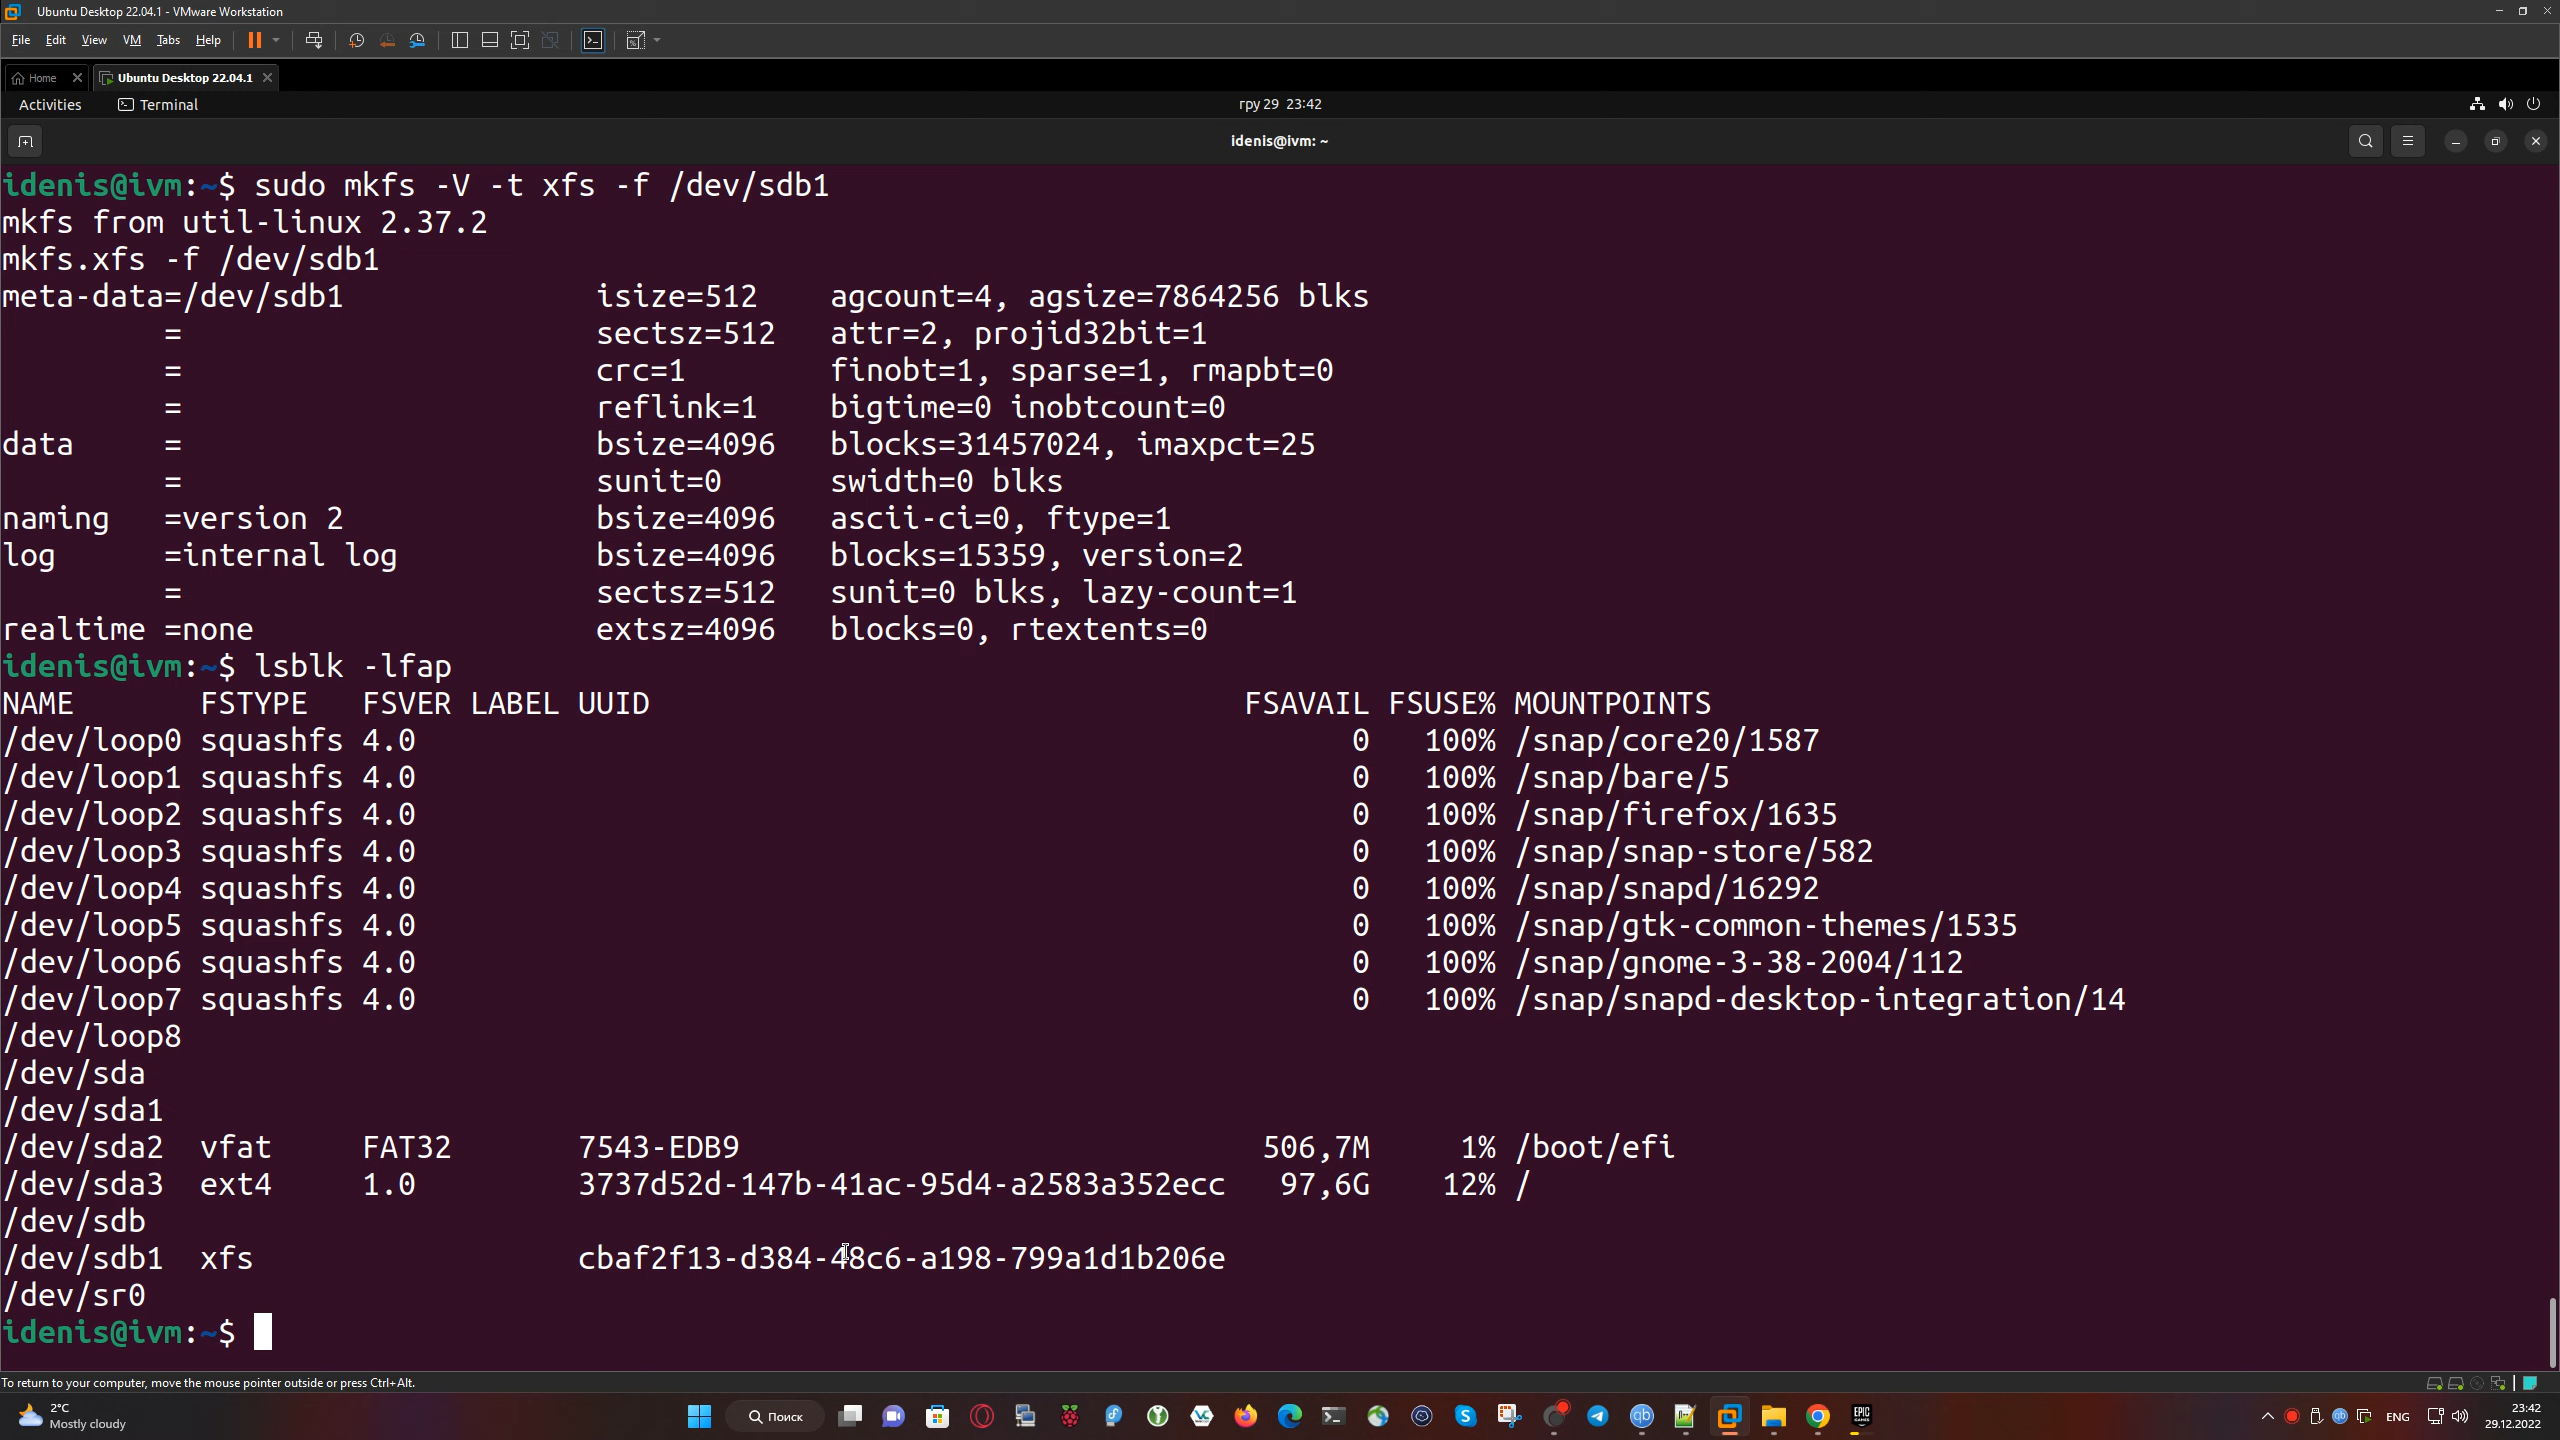 Ubuntu Desktop 22.04.1 - VMware Workstation
File Edit View VM Tabs Help
Home Ubuntu Desktop 22.04.1
Activities Terminal гру 29 23:42
idenis@ivm: ~
idenis@ivm:~$ sudo mkfs -V -t xfs -f /dev/sdb1
mkfs from util-linux 2.37.2
mkfs.xfs -f /dev/sdb1
meta-data=/dev/sdb1 isize=512 agcount=4, agsize=7864256 blks
= sectsz=512 attr=2, projid32bit=1
= crc=1 finobt=1, sparse=1, rmapbt=0
= reflink=1 bigtime=0 inobtcount=0
data = bsize=4096 blocks=31457024, imaxpct=25
= sunit=0 swidth=0 blks
naming =version 2 bsize=4096 ascii-ci=0, ftype=1
log =internal log bsize=4096 blocks=15359, version=2
= sectsz=512 sunit=0 blks, lazy-count=1
realtime =none extsz=4096 blocks=0, rtextents=0
idenis@ivm:~$ lsblk -lfap
NAME FSTYPE FSVER LABEL UUID FSAVAIL FSUSE% MOUNTPOINTS
/dev/loop0 squashfs 4.0 0 100% /snap/core20/1587
/dev/loop1 squashfs 4.0 0 100% /snap/bare/5
/dev/loop2 squashfs 4.0 0 100% /snap/firefox/1635
/dev/loop3 squashfs 4.0 0 100% /snap/snap-store/582
/dev/loop4 squashfs 4.0 0 100% /snap/snapd/16292
/dev/loop5 squashfs 4.0 0 100% /snap/gtk-common-themes/1535
/dev/loop6 squashfs 4.0 0 100% /snap/gnome-3-38-2004/112
/dev/loop7 squashfs 4.0 0 100% /snap/snapd-desktop-integration/14
/dev/loop8
/dev/sda
/dev/sda1
/dev/sda2 vfat FAT32 7543-EDB9 506,7M 1% /boot/efi
/dev/sda3 ext4 1.0 3737d52d-147b-41ac-95d4-a2583a352ecc 97,6G 12% /
/dev/sdb
/dev/sdb1 xfs cbaf2f13-d384-48c6-a198-799a1d1b206e
/dev/sr0
idenis@ivm:~$
To return to your computer, move the mouse pointer outside or press Ctrl+Alt.
2°C
Mostly cloudy
Поиск
qb
EPIC
GAMES
qb
ENG
23:42
29.12.2022